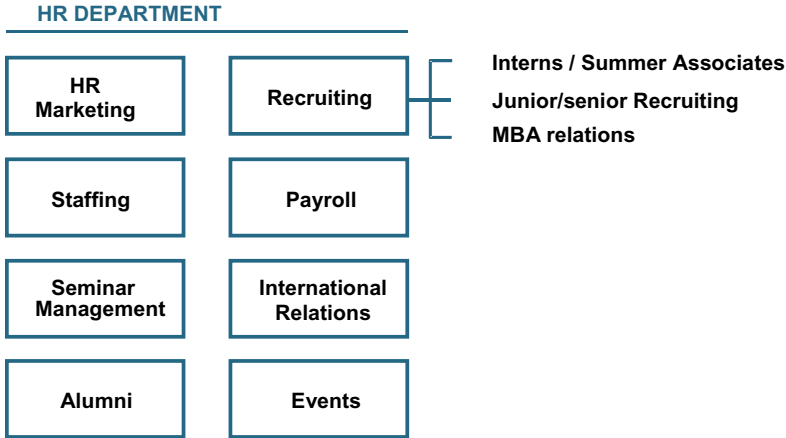 HR DEPARTMENT
HR
Marketing
Recruiting
Interns / Summer Associates
Junior/senior Recruiting
MBA relations
Staffing
Payroll
Seminar
Management
International
Relations
Alumni
Events